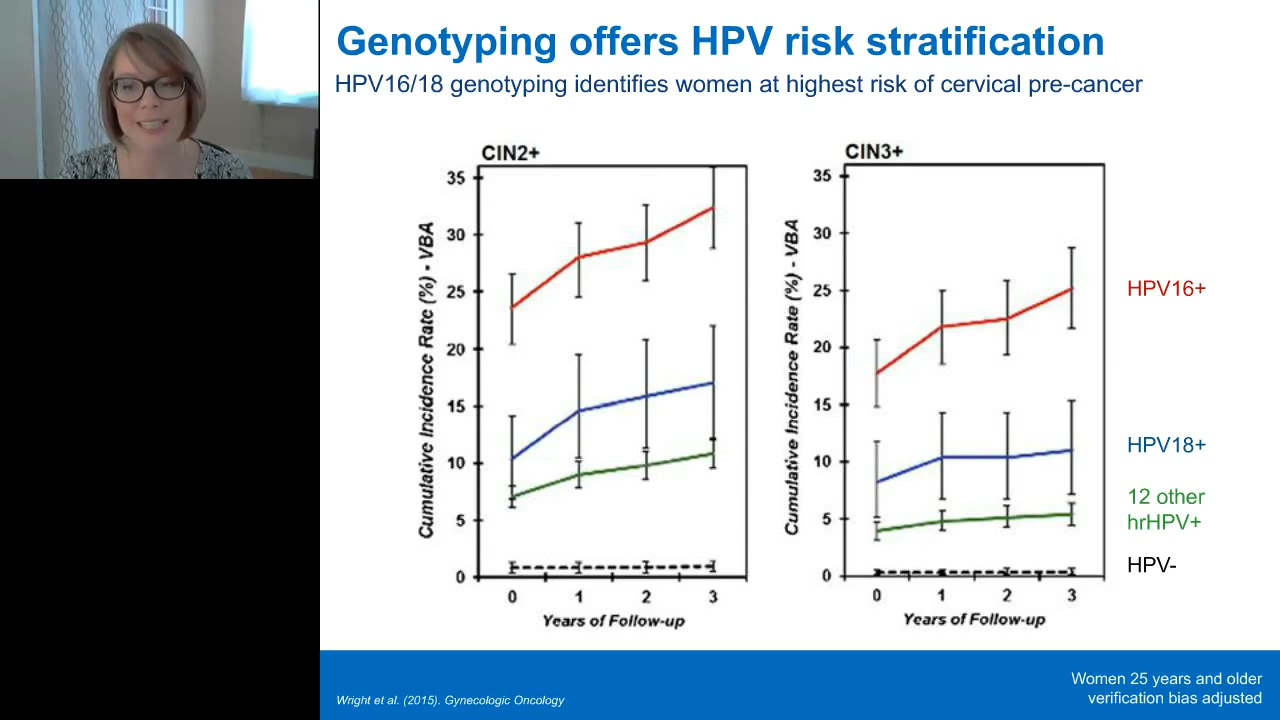 Genotyping offers HPV risk stratification
HPV16/18 genotyping identifies women at highest risk of cervical pre-cancer
CIN2+
35
30
25
20
15
10
5
0
Cumulative Incidence Rate (%) - VBA
0 1 2 3
Years of Follow-up
CIN3+
35
30
25
20
15
10
5
0
Cumulative Incidence Rate (%) - VBA
0 1 2 3
Years of Follow-up
HPV16+
HPV18+
12 other
hrHPV+
HPV-
Wright et al. (2015). Gynecologic Oncology
Women 25 years and older
verification bias adjusted